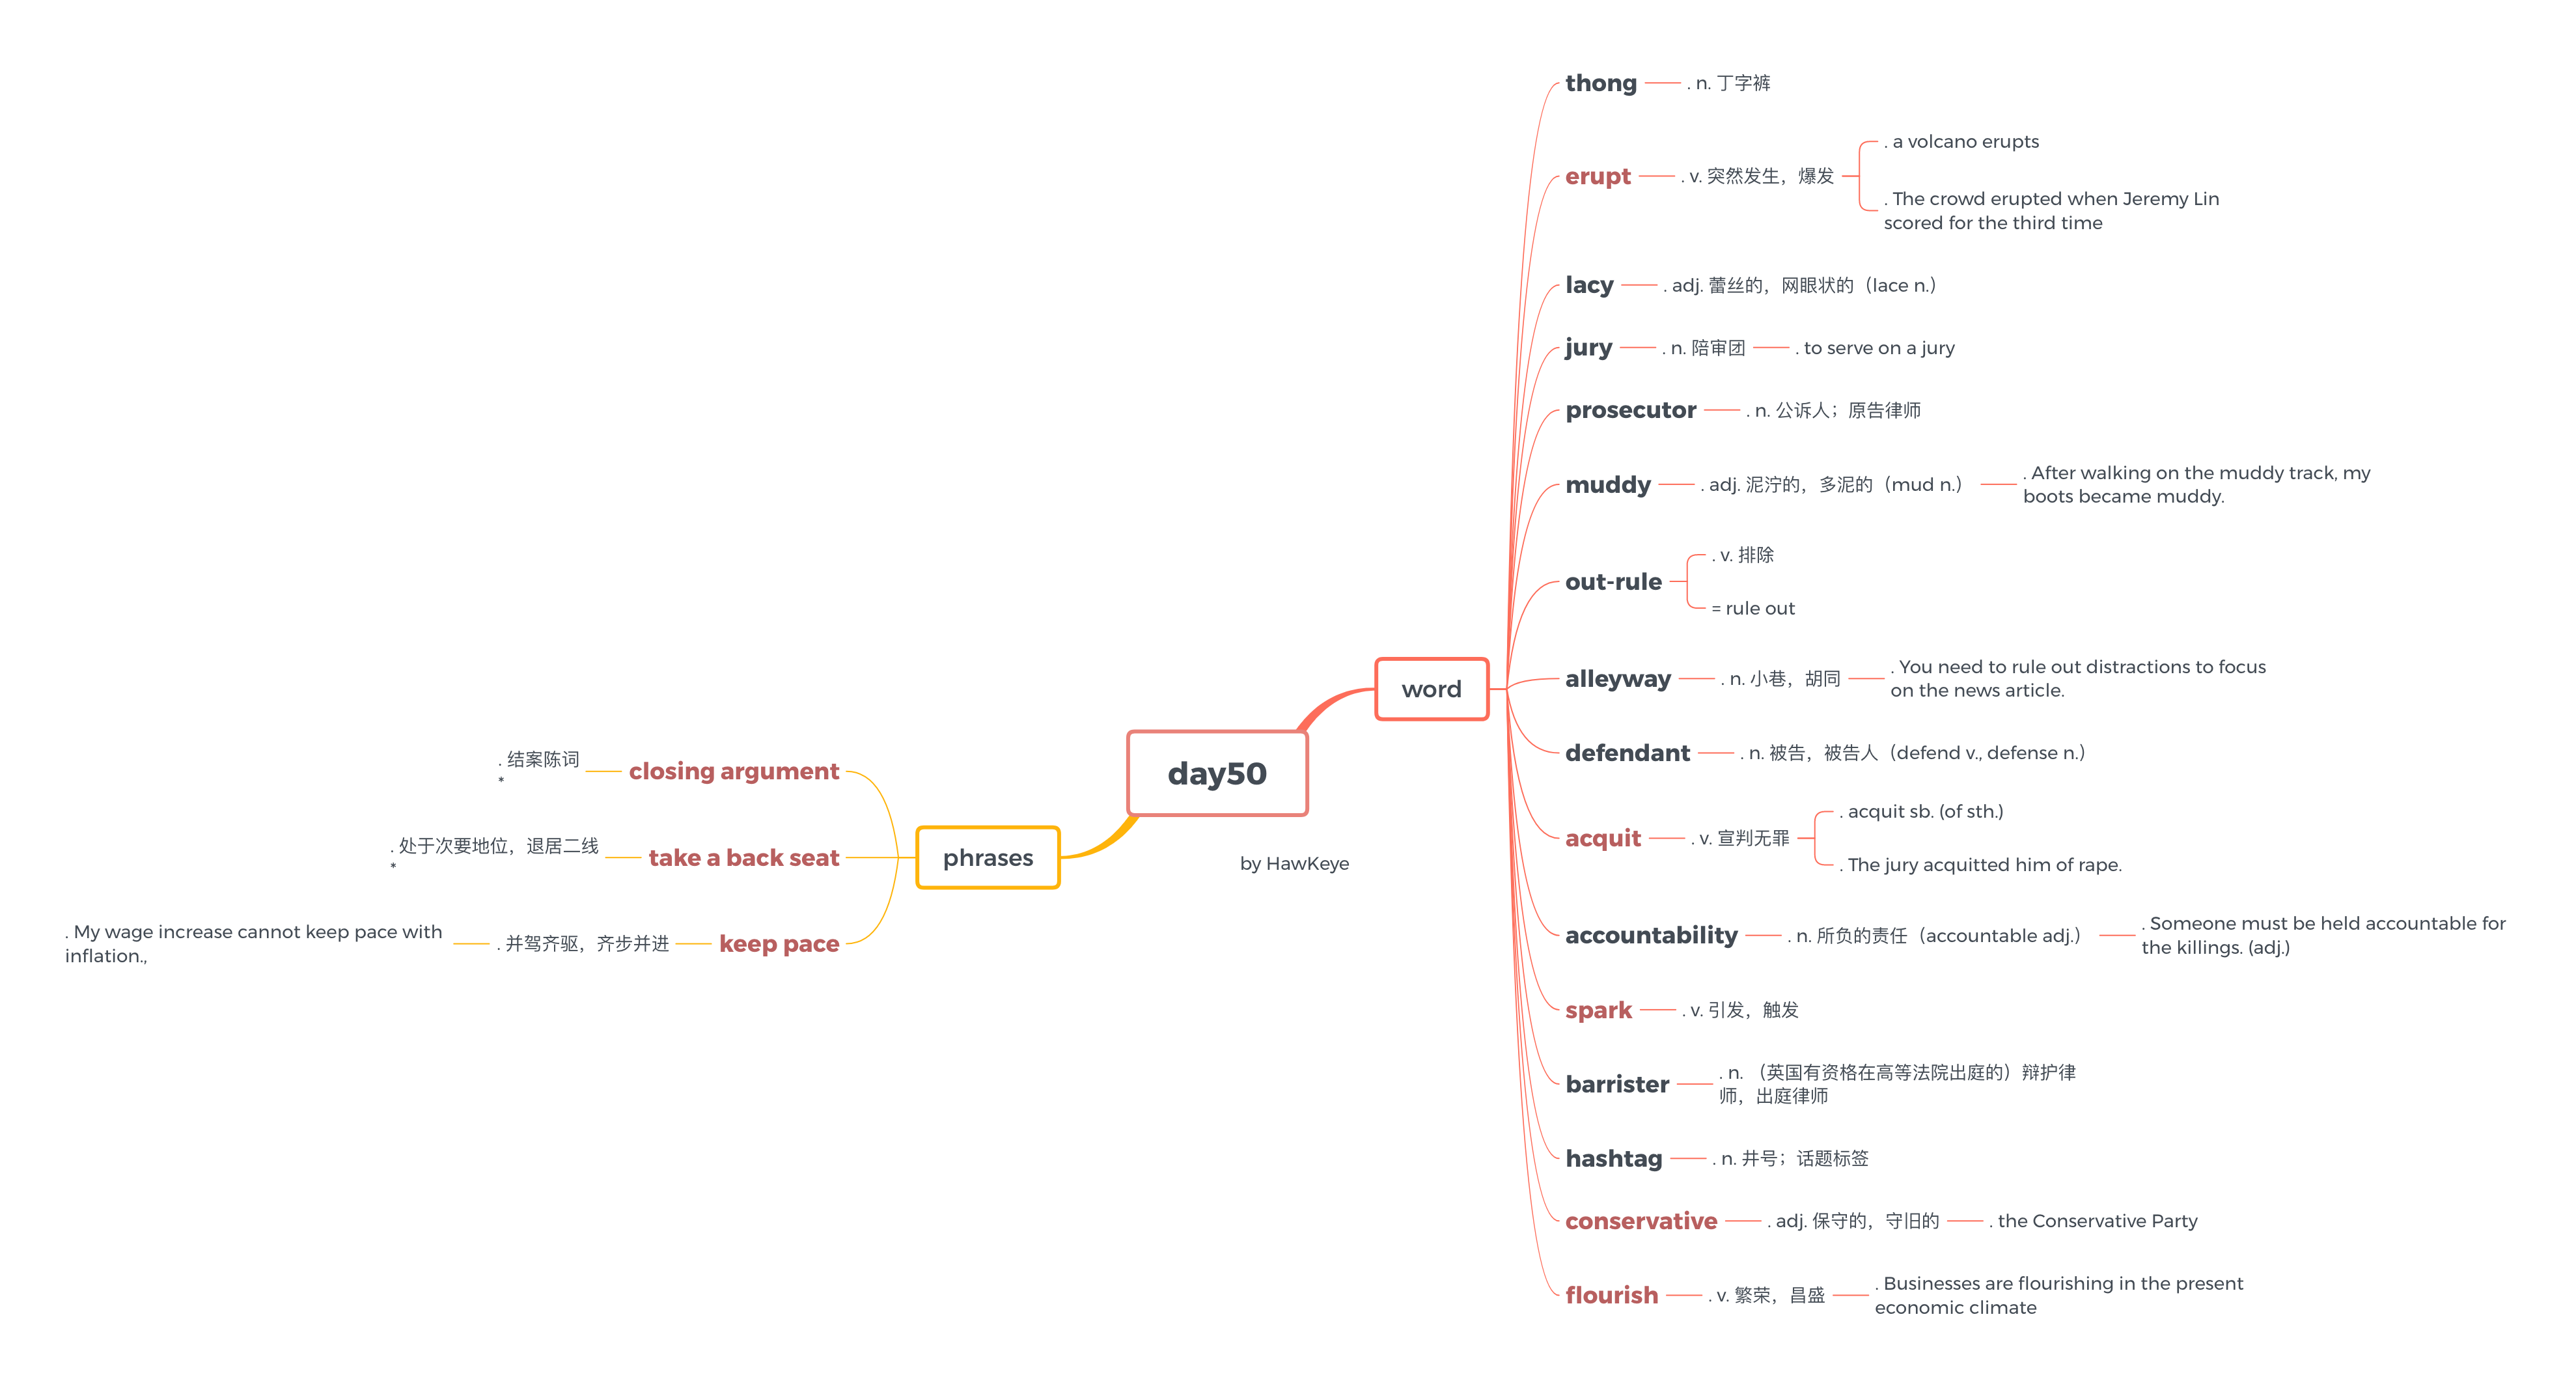 day50
by HawKeye
word
thong
. n. 丁字裤
erupt
. v. 突然发生，爆发
. a volcano erupts
. The crowd erupted when Jeremy Lin
scored for the third time
lacy
. adj. 蕾丝的，网眼状的（lace n.）
jury
. n. 陪审团
. to serve on a jury
prosecutor
. n. 公诉人；原告律师
muddy
. adj. 泥泞的，多泥的（mud n.）
. After walking on the muddy track, my
boots became muddy.
out-rule
. v. 排除
= rule out
alleyway
. n. 小巷，胡同
. You need to rule out distractions to focus
on the news article.
defendant
. n. 被告，被告人（defend v., defense n.）
acquit
. v. 宣判无罪
. acquit sb. (of sth.)
. The jury acquitted him of rape.
accountability
. n. 所负的责任（accountable adj.）
. Someone must be held accountable for
the killings. (adj.)
spark
. v. 引发，触发
barrister
. n. （英国有资格在高等法院出庭的）辩护律
师，出庭律师
hashtag
. n. 井号；话题标签
conservative
. adj. 保守的，守旧的
. the Conservative Party
flourish
. v. 繁荣，昌盛
. Businesses are flourishing in the present
economic climate
phrases
closing argument
. 结案陈词
*
take a back seat
. 处于次要地位，退居二线
*
keep pace
. 并驾齐驱，齐步并进
. My wage increase cannot keep pace with
inflation.,